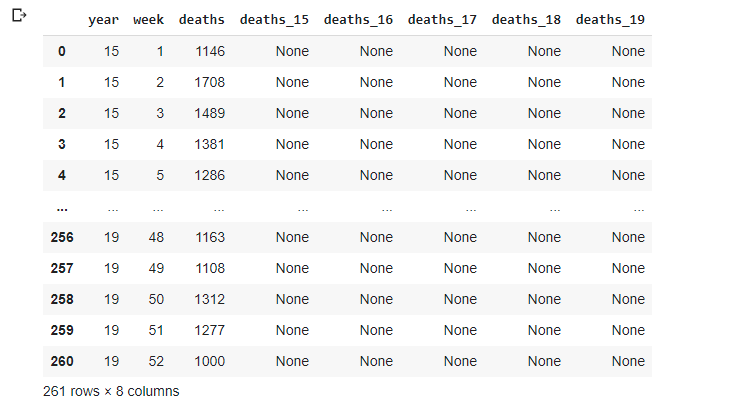 year week deaths deaths_15 deaths_16 deaths_17 deaths_18 deaths_19
0 15 1 1146 None None None None None
1 15 2 1708 None None None None None
2 15 3 1489 None None None None None
3 15 4 1381 None None None None None
4 15 5 1286 None None None None None
... ... ... ... ... ... ... ... ...
256 19 48 1163 None None None None None
257 19 49 1108 None None None None None
258 19 50 1312 None None None None None
259 19 51 1277 None None None None None
260 19 52 1000 None None None None None
261 rows × 8 columns